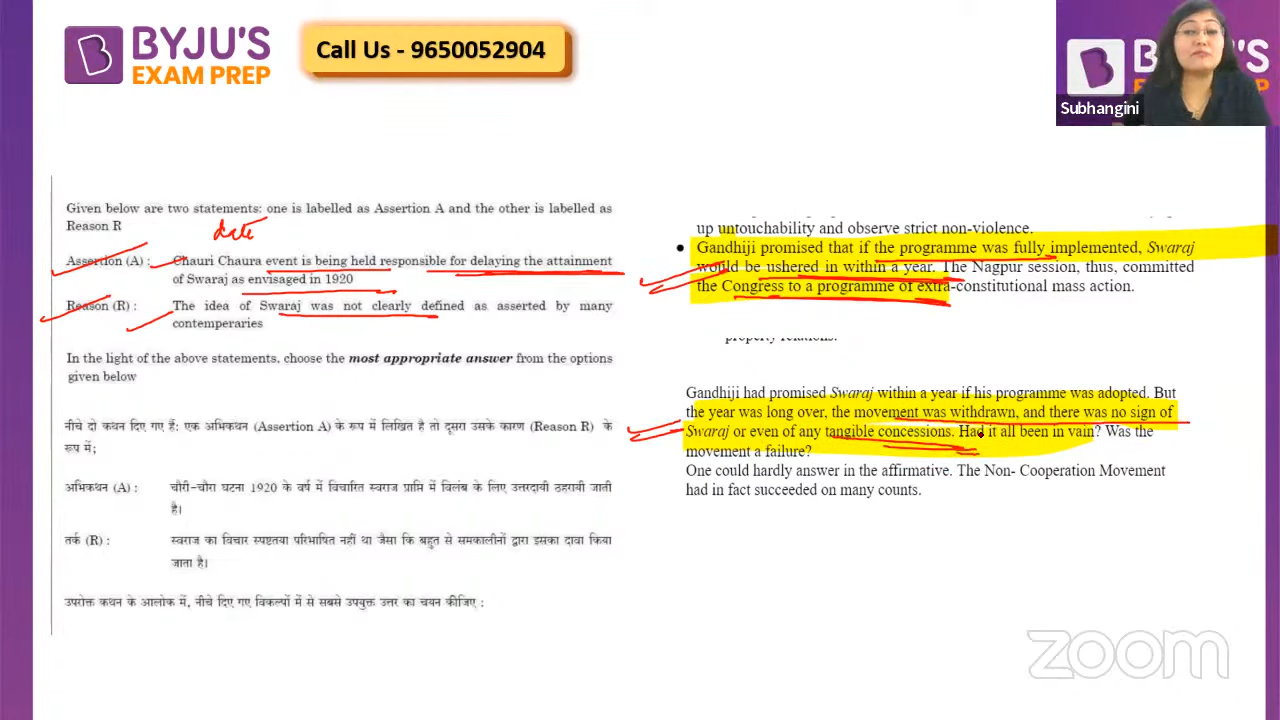 BYJU'S
EXAM PREP
Call Us - 9650052904
Subhangini
Given below are two statements: one is labelled as Assertion A and the other is labelled as
Reason R
date
Assertion (A) : Chauri Chaura event is being held responsible for delaying the attainment
of Swaraj as envisaged in 1920
Reason (R) : The idea of Swaraj was not clearly defined as asserted by many
contemperaries
In the light of the above statements, choose the most appropriate answer from the options
given below
नीचे दो कथन दिए गए हैं: एक अभिकथन (Assertion A) के रूप में लिखित है तो दूसरा उसके कारण (Reason R) के
रूप में;
अभिकथन (A) : चौरी-चौरा घटना 1920 के वर्ष में विचारित स्वराज प्राप्ति में विलंब के लिए उत्तरदायी ठहरायी जाती
है।
तर्क (R) : स्वराज का विचार स्पष्टतया परिभाषित नहीं था जैसा कि बहुत से समकालीनों द्वारा इसका दावा किया
जाता है।
उपरोक्त कथन के आलोक में, नीचे दिए गए विकल्पों में से सबसे उपयुक्त उत्तर का चयन कीजिए :
up untouchability and observe strict non-violence.
● Gandhiji promised that if the programme was fully implemented, Swaraj
would be ushered in within a year. The Nagpur session, thus, committed
the Congress to a programme of extra-constitutional mass action.
property relations.
Gandhiji had promised Swaraj within a year if his programme was adopted. But
the year was long over, the movement was withdrawn, and there was no sign of
Swaraj or even of any tangible concessions. Had it all been in vain? Was the
movement a failure?
One could hardly answer in the affirmative. The Non- Cooperation Movement
had in fact succeeded on many counts.
zoom